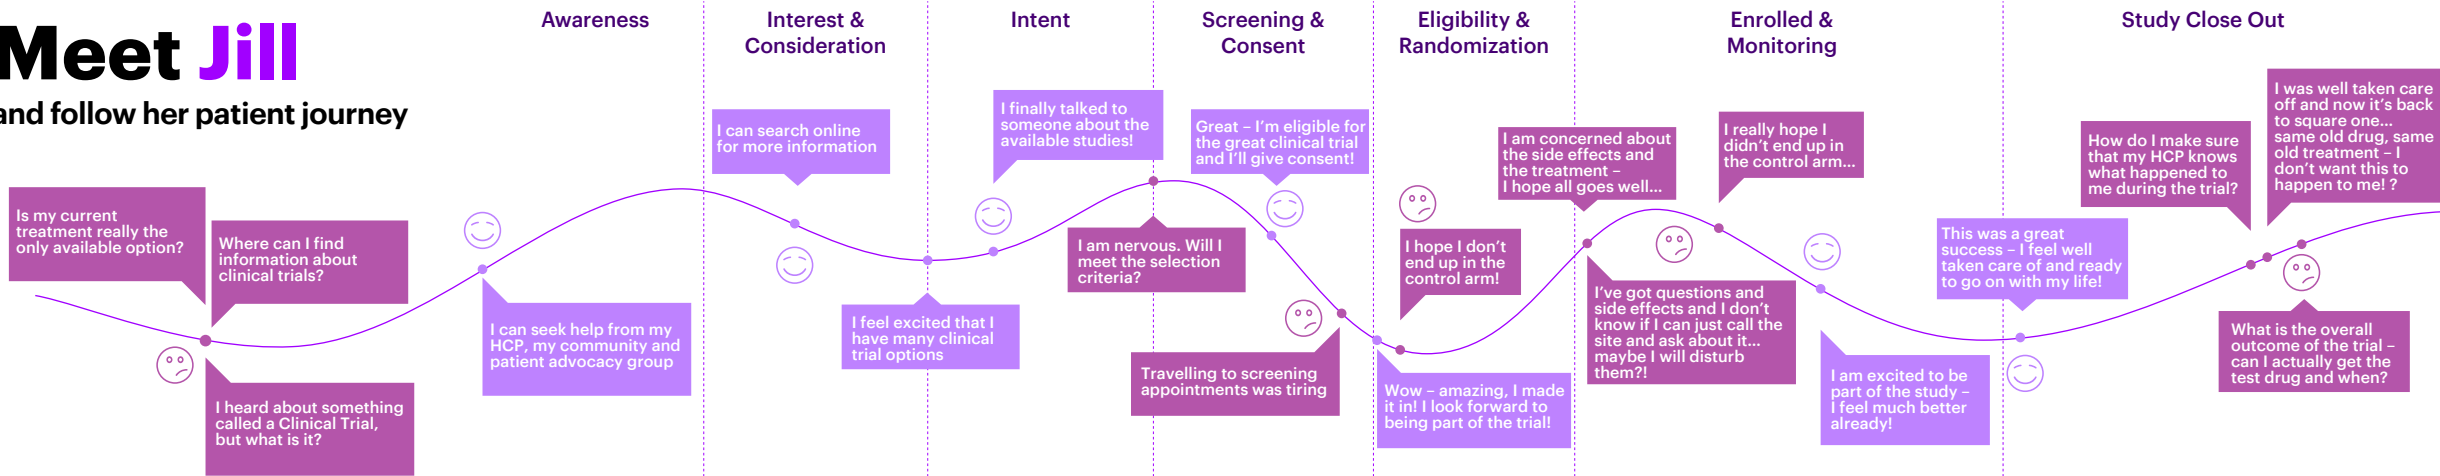 Meet Jill
and follow her patient journey
Awareness
Is my current
treatment really the
only available option?
Where can I find
information about
clinical trials?
I heard about something
called a Clinical Trial,
but what is it?
I can seek help from my
HCP, my community and
patient advocacy group
Interest &
Consideration
I can search online
for more information
I feel excited that I
have many clinical
trial options
Intent
I finally talked to
someone about the
available studies!
I am nervous. Will I
meet the selection
criteria?
Screening &
Consent
Great – I’m eligible for
the great clinical trial
and I’ll give consent!
Travelling to screening
appointments was tiring
Eligibility &
Randomization
Wow – amazing, I made
it in! I look forward to
being part of the trial!
I hope I don’t
end up in the
control arm!
I am concerned about
the side effects and
the treatment –
I hope all goes well...
Enrolled &
Monitoring
I’ve got questions and
side effects and I don’t
know if I can just call the
site and ask about it...
maybe I will disturb
them?!
I really hope I
didn’t end up in
the control arm...
I am excited to be
part of the study –
I feel much better
already!
Study Close Out
This was a great
success – I feel well
taken care of and ready
to go on with my life!
How do I make sure
that my HCP knows
what happened to
me during the trial?
I was well taken care
off and now it’s back
to square one...
same old drug, same
old treatment – I
don’t want this to
happen to me! ?
What is the overall
outcome of the trial –
can I actually get the
test drug and when?